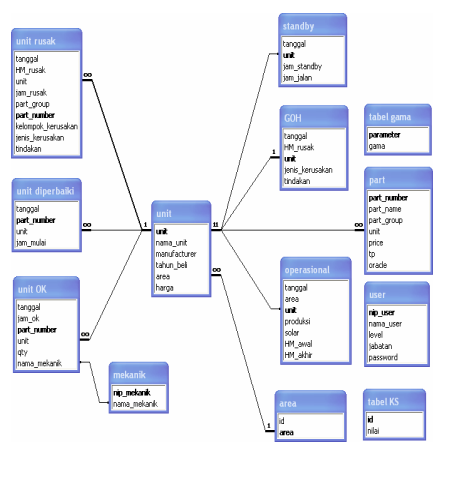 unit rusak
tanggal
HM_rusak
unit
jam_rusak
part_group
part_number
kelompok_kerusakan
jenis_kerusakan
tindakan
∞
unit diperbaiki
tanggal
part_number
unit
jam_mulai
∞
unit OK
tanggal
jam_ok
part_number
unit
qty
nama_mekanik
∞
mekanik
nip_mekanik
nama_mekanik
1
unit
unit
nama_unit
manufacturer
tahun_beli
area
harga
11
∞
standby
tanggal
unit
jam_standby
jam_jalan
GOH
tanggal
HM_rusak
unit
jenis_kerusakan
tindakan
1
operasional
tanggal
area
unit
produksi
solar
HM_awal
HM_akhir
area
id
area
1
tabel gama
parameter
gama
part
part_number
part_name
part_group
unit
price
tp
oracle
∞
user
nip_user
nama_user
level
jabatan
password
tabel KS
id
nilai